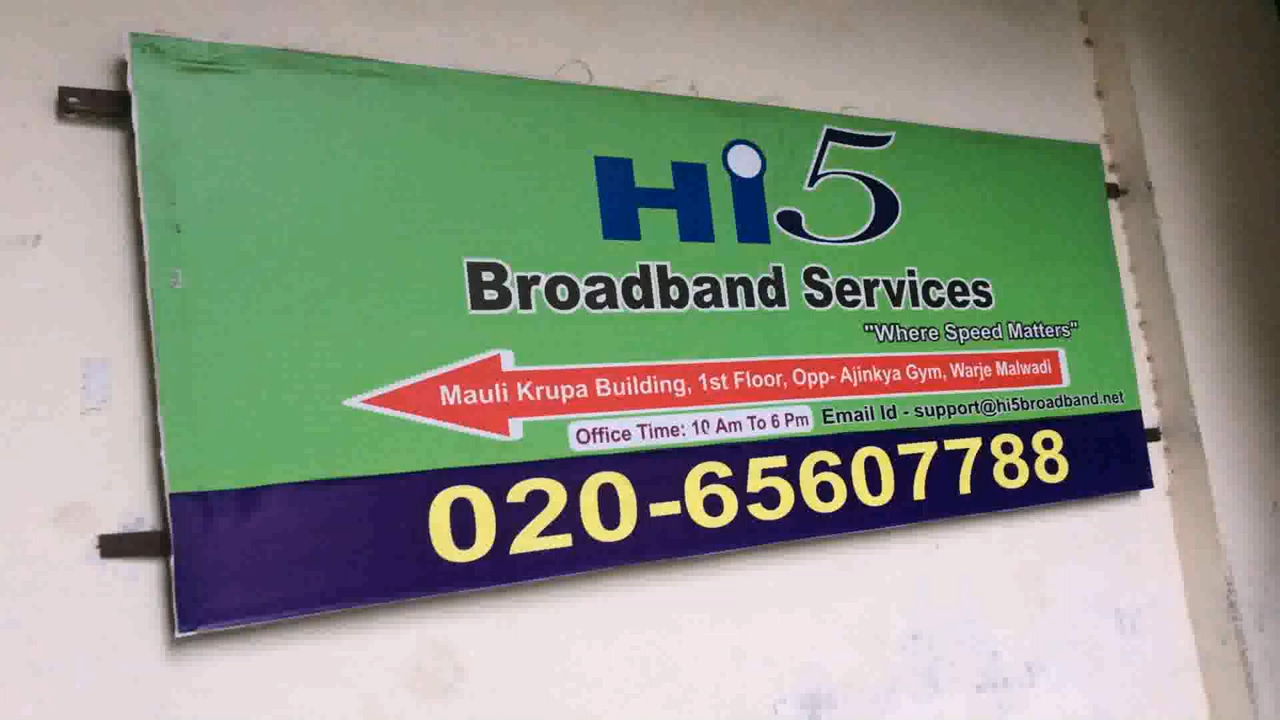 Hi5
Broadband Services
"Where Speed Matters"
Mauli Krupa Building, 1st Floor, Opp- Ajinkya Gym, Warje Malwadi
Office Time: 10 Am To 6 Pm
Email Id - support@hi5broadband.net
020-65607788